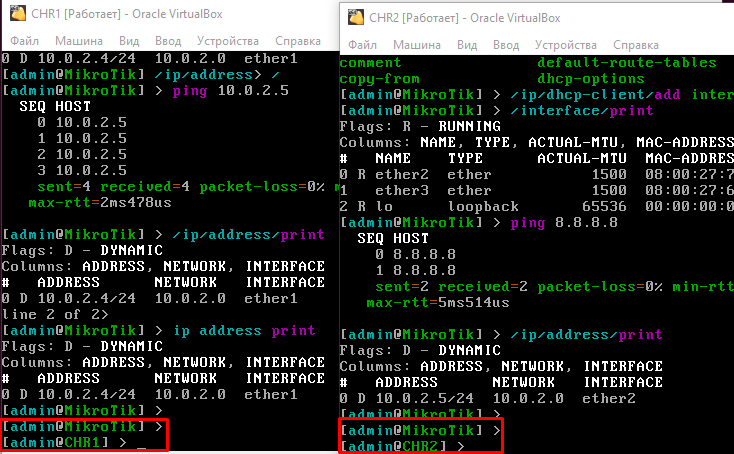 CHR1 [Работает] - Oracle VirtualBox
Файл Машина Вид Ввод Устройства Справка
0 D 10.0.2.4/24 10.0.2.0 ether1
[admin@MikroTik] /ip/address> /
[admin@MikroTik] > ping 10.0.2.5
SEQ HOST
0 10.0.2.5
1 10.0.2.5
2 10.0.2.5
3 10.0.2.5
sent=4 received=4 packet-loss=0% m
max-rtt=2ms478us
[admin@MikroTik] > /ip/address/print
Flags: D - DYNAMIC
Columns: ADDRESS, NETWORK, INTERFACE
# ADDRESS NETWORK INTERFACE
0 D 10.0.2.4/24 10.0.2.0 ether1
line 2 of 2>
[admin@MikroTik] > ip address print
Flags: D - DYNAMIC
Columns: ADDRESS, NETWORK, INTERFACE
# ADDRESS NETWORK INTERFACE
0 D 10.0.2.4/24 10.0.2.0 ether1
[admin@MikroTik] >
[admin@MikroTik] >
[admin@CHR1] > _
CHR2 [Работает] - Oracle VirtualBox
Файл Машина Вид Ввод Устройства Справка
comment default-route-tables
copy-from dhcp-options
[admin@MikroTik] > /ip/dhcp-client/add inter
[admin@MikroTik] > /interface/print
Flags: R - RUNNING
Columns: NAME, TYPE, ACTUAL-MTU, MAC-ADDRESS
# NAME TYPE ACTUAL-MTU MAC-ADDRES
0 R ether2 ether 1500 08:00:27:7
1 ether3 ether 1500 08:00:27:6
2 R lo loopback 65536 00:00:00:0
[admin@MikroTik] > ping 8.8.8.8
SEQ HOST
0 8.8.8.8
1 8.8.8.8
sent=2 received=2 packet-loss=0% min-rtt
max-rtt=5ms514us
[admin@MikroTik] > /ip/address/print
Flags: D - DYNAMIC
Columns: ADDRESS, NETWORK, INTERFACE
# ADDRESS NETWORK INTERFACE
0 D 10.0.2.5/24 10.0.2.0 ether2
[admin@MikroTik] >
[admin@MikroTik] >
[admin@CHR2] >